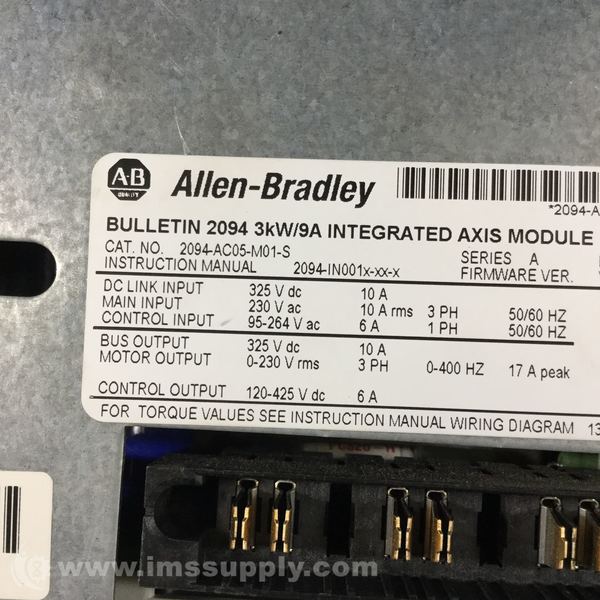 A-B
QUALITY
Allen-Bradley
*2094-A
BULLETIN 2094 3kW/9A INTEGRATED AXIS MODULE
CAT. NO. 2094-AC05-M01-S SERIES A
INSTRUCTION MANUAL 2094-IN001x-xx-x FIRMWARE VER.
DC LINK INPUT 325 V dc 10 A
MAIN INPUT 230 V ac 10 A rms 3 PH 50/60 HZ
CONTROL INPUT 95-264 V ac 6 A 1 PH 50/60 HZ
BUS OUTPUT 325 V dc 10 A
MOTOR OUTPUT 0-230 V rms 3 PH 0-400 HZ 17 A peak
CONTROL OUTPUT 120-425 V dc 6 A
FOR TORQUE VALUES SEE INSTRUCTION MANUAL WIRING DIAGRAM 13
© www.imssupply.com